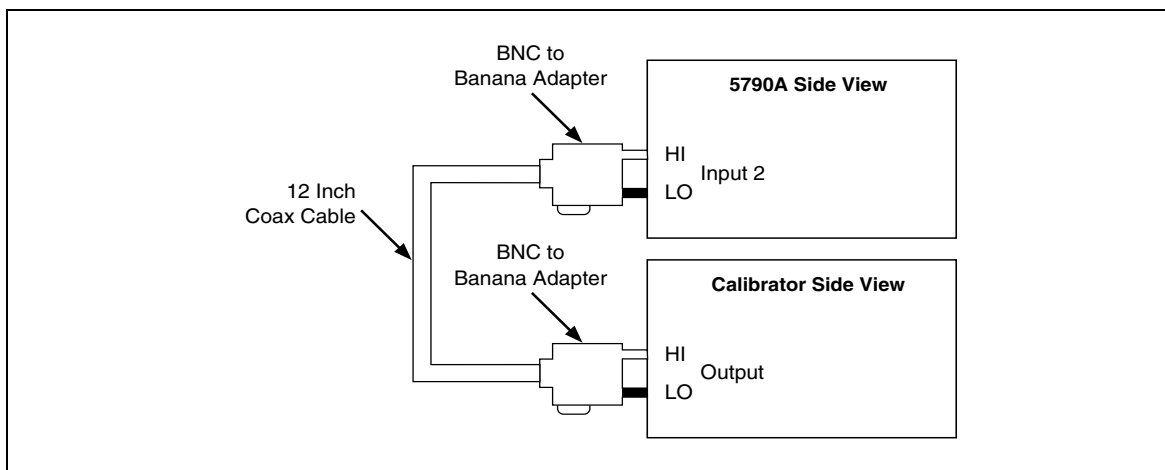 BNC to
Banana Adapter
5790A Side View
HI
Input 2
LO
12 Inch
Coax Cable
BNC to
Banana Adapter
Calibrator Side View
HI
Output
LO